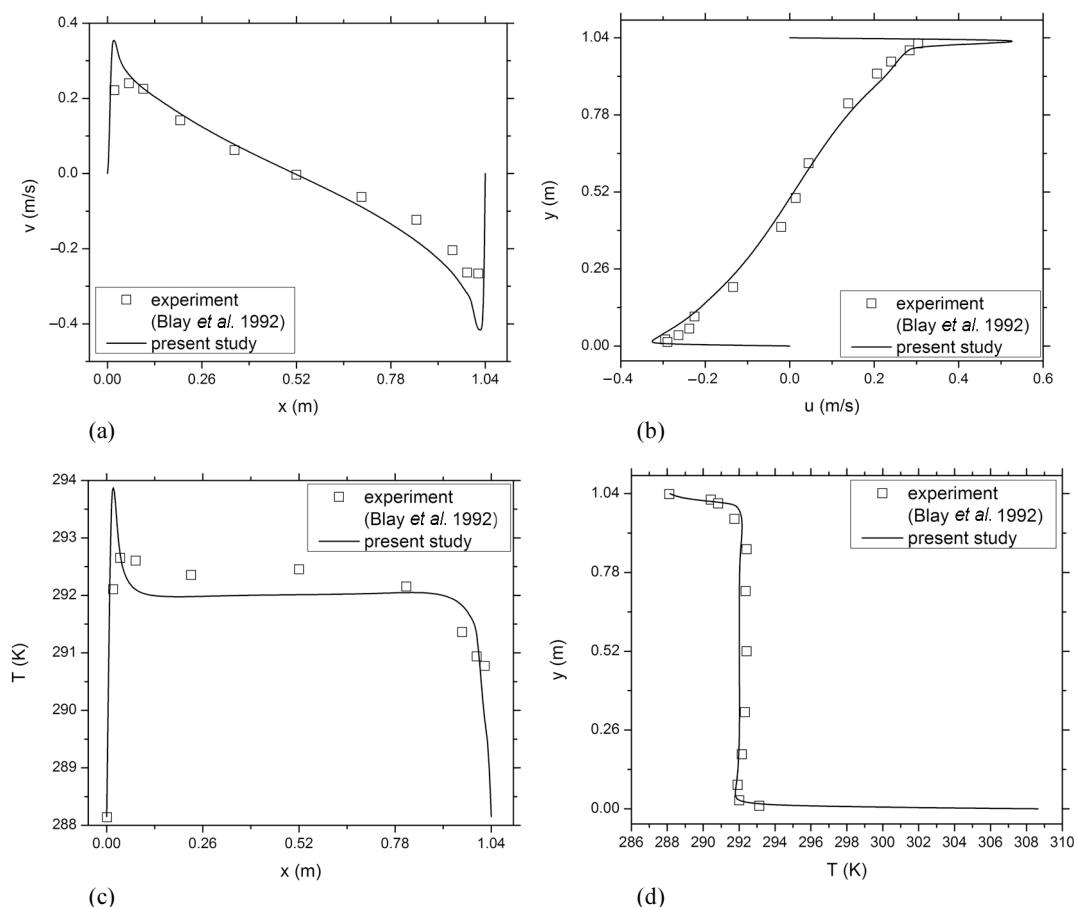 0.4
0.2
0.0
−0.2
−0.4
v (m/s)
experiment
(Blay et al. 1992)
present study
0.00 0.26 0.52 0.78 1.04
x (m)
(a)
1.04
0.78
0.52
0.26
0.00
y (m)
experiment
(Blay et al. 1992)
present study
−0.4 −0.2 0.0 0.2 0.4 0.6
u (m/s)
(b)
294
293
292
291
290
289
288
T (K)
experiment
(Blay et al. 1992)
present study
0.00 0.26 0.52 0.78 1.04
x (m)
(c)
1.04
0.78
0.52
0.26
0.00
y (m)
experiment
(Blay et al. 1992)
present study
286 288 290 292 294 296 298 300 302 304 306 308 310
T (K)
(d)